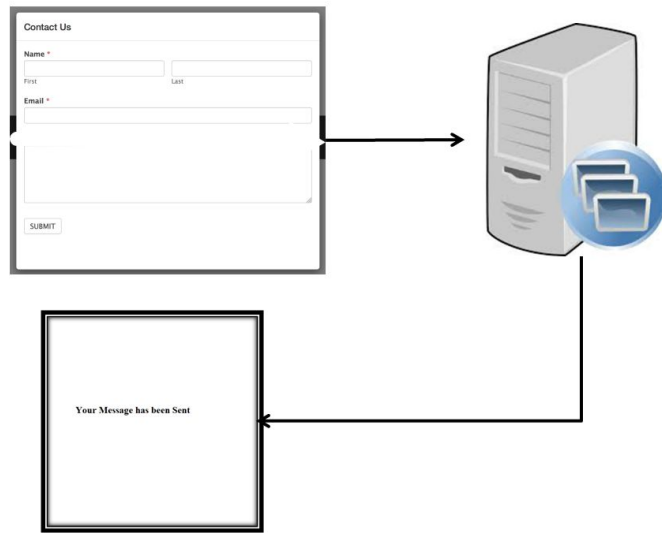 Contact Us
Name *
First Last
Email *
SUBMIT
Your Message has been Sent